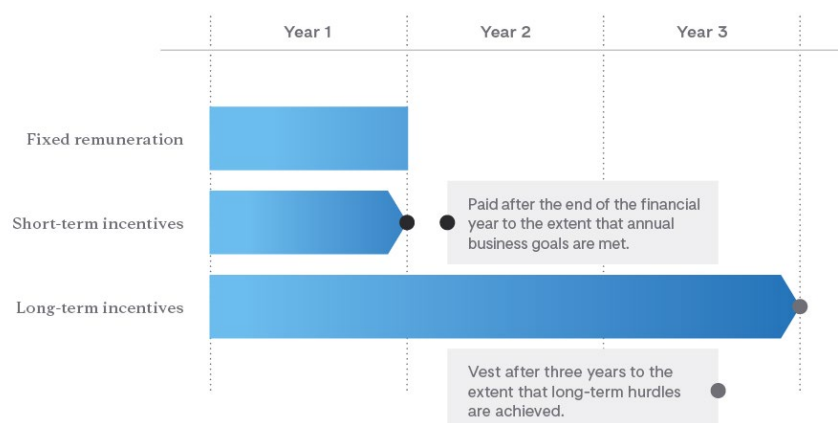 Year 1
Year 2
Year 3
Fixed remuneration
Short-term incentives
Paid after the end of the financial
year to the extent that annual
business goals are met.
Long-term incentives
Vest after three years to the
extent that long-term hurdles
are achieved.